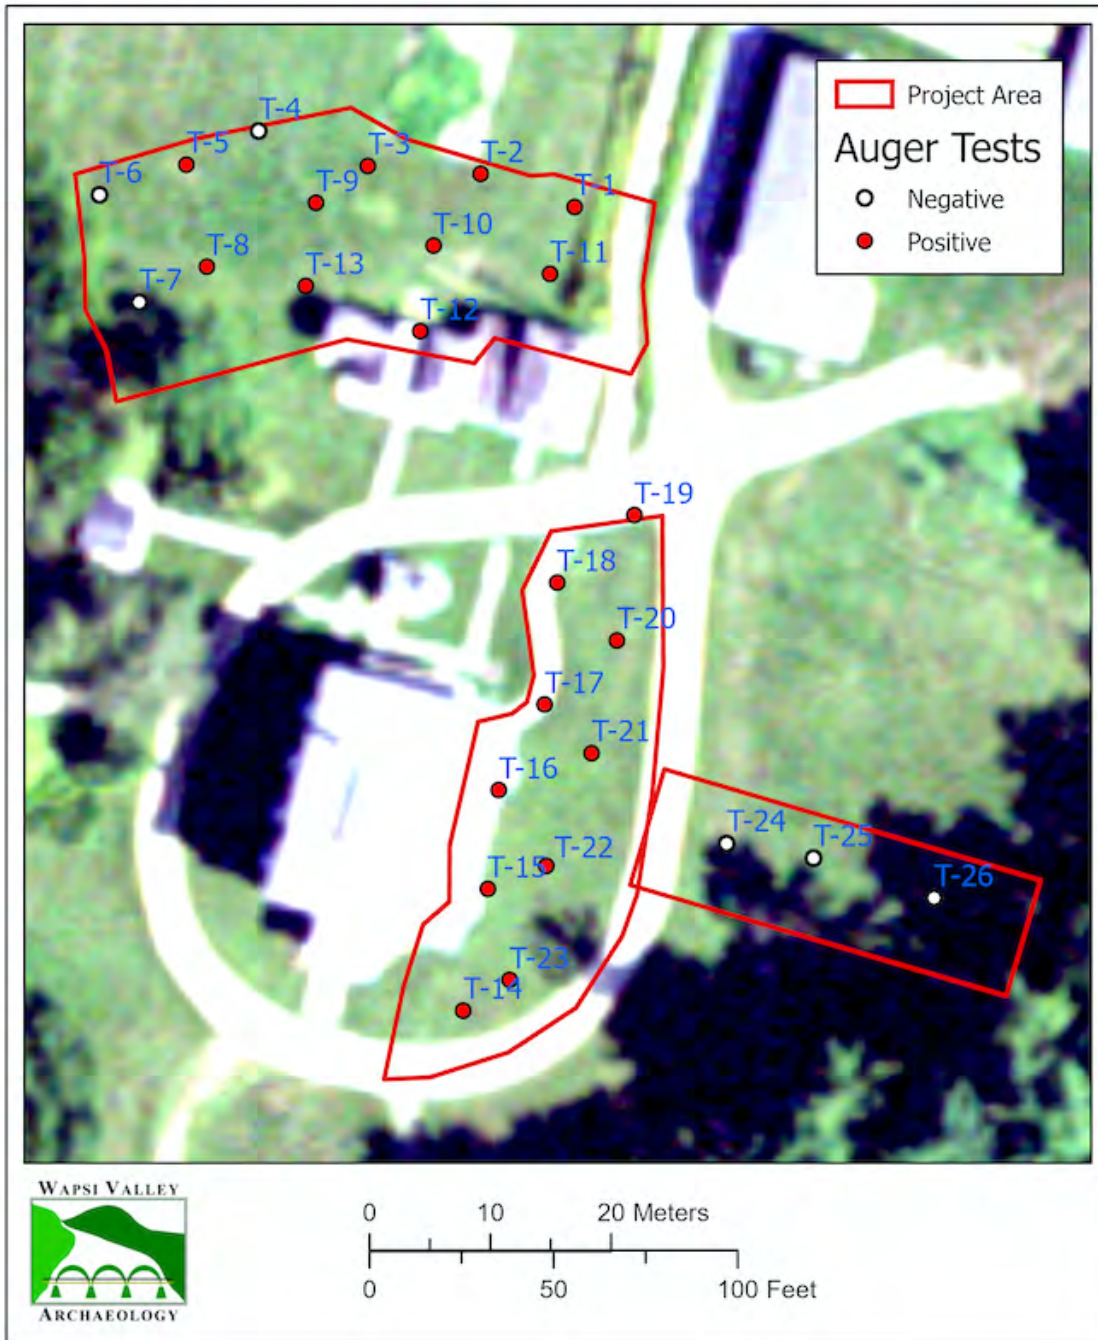 Project Area
Auger Tests
Negative
Positive
T-4
T-5
T-3
T-2
T-6
T-9
T-1
T-10
T-8
T-11
T-7
T-13
T-12
T-19
T-18
T-20
T-17
T-21
T-16
T-24
T-25
T-22
T-15
T-26
T-23
T-14
WAPSI VALLEY
ARCHAEOLOGY
0 10 20 Meters
0 50 100 Feet